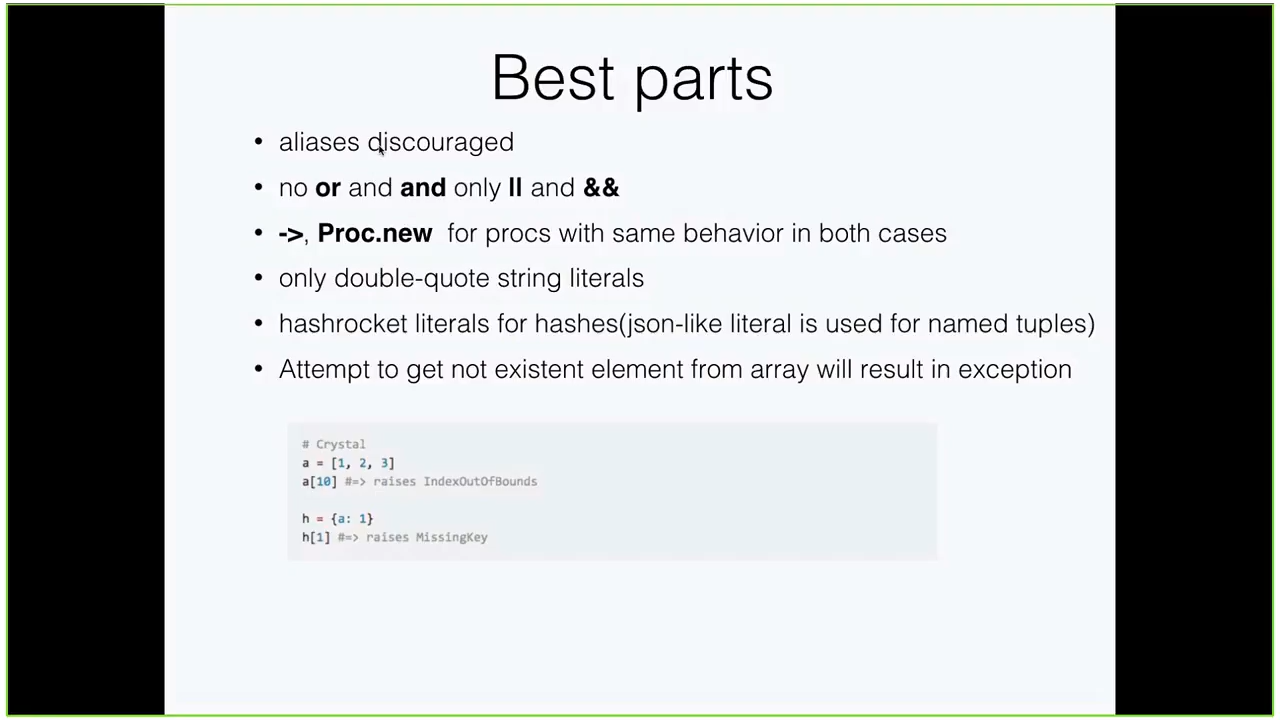 Best parts
• aliases discouraged
• no or and and only || and &&
• ->, Proc.new for procs with same behavior in both cases
• only double-quote string literals
• hashrocket literals for hashes(json-like literal is used for named tuples)
• Attempt to get not existent element from array will result in exception
# Crystal
a = [1, 2, 3]
a[10] #=> raises IndexOutOfBounds
h = {a: 1}
h[1] #=> raises MissingKey